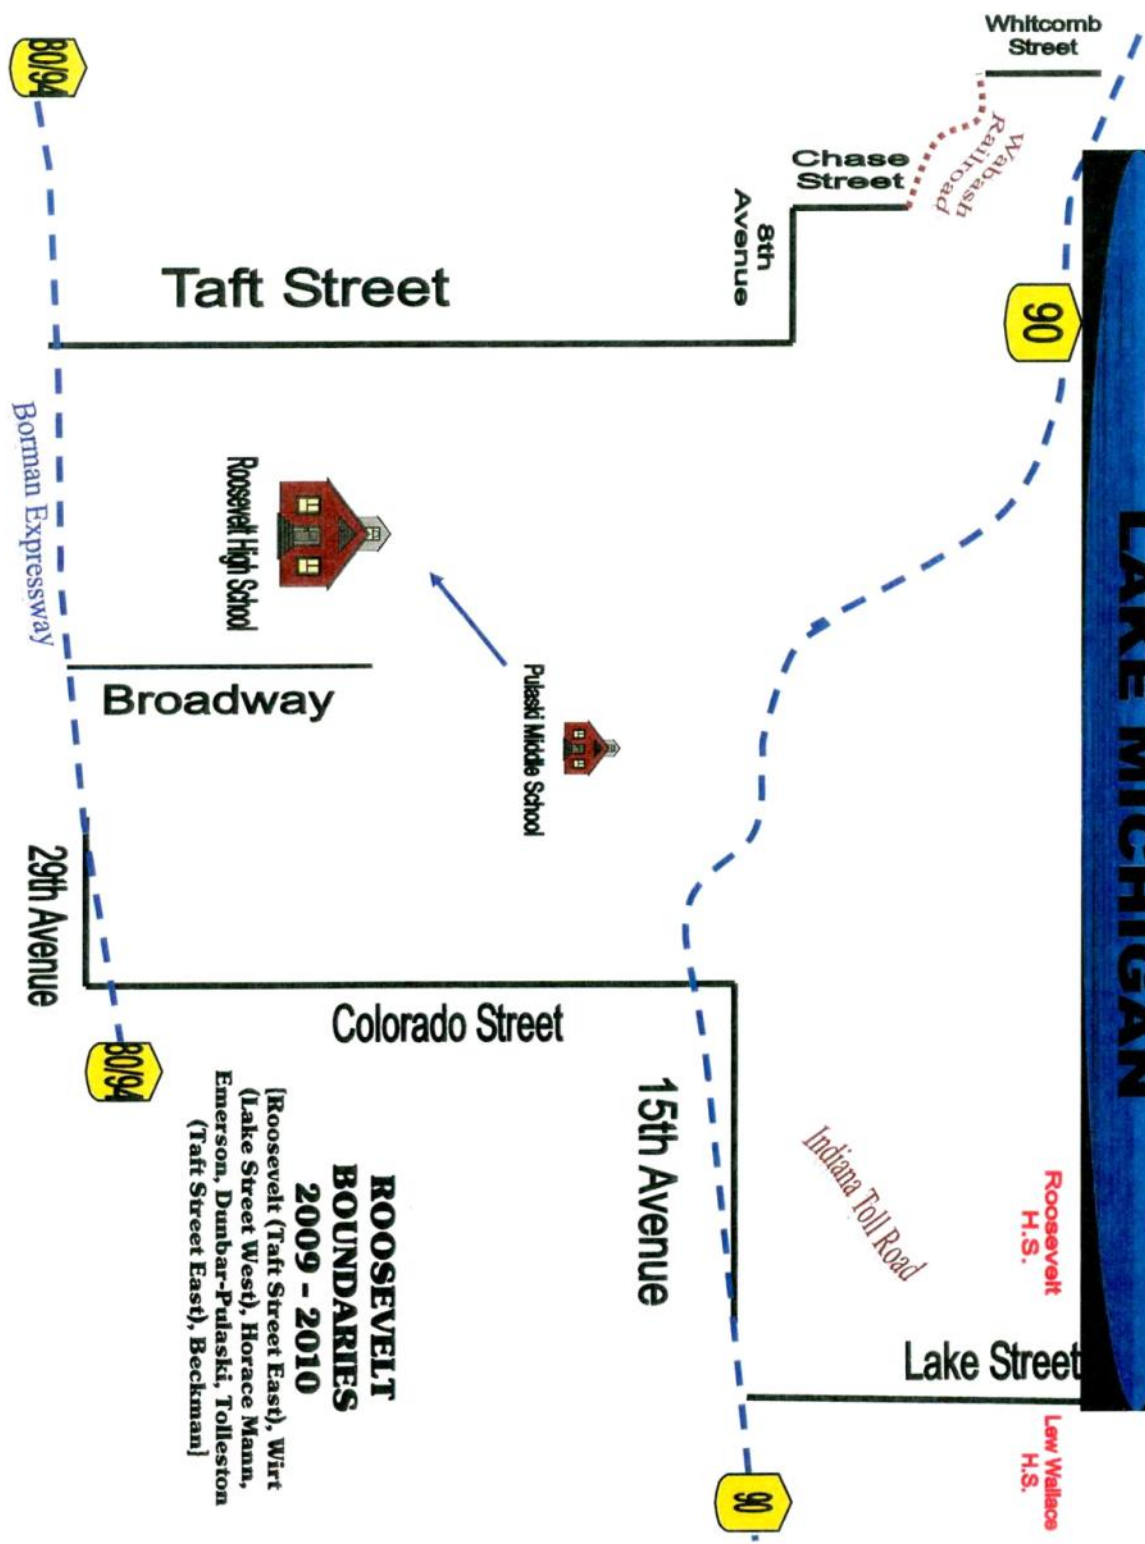 Whitcomb
Street
Wabash
Railroad
Chase
Street
8th
Avenue
Taft Street
80/94
90
LAKE MICHIGAN
Borman Expressway
Roosevelt High School
Pulaski Middle School
Broadway
29th Avenue
80/94
Colorado Street
15th Avenue
Indiana Toll Road
Roosevelt
H.S.
Lake Street
Lew Wallace
H.S.
90
ROOSEVELT
BOUNDARIES
2009 - 2010
[Roosevelt (Taft Street East), Wirt
(Lake Street West), Horace Mann,
Emerson, Dunbar-Pulaski, Tolleston
(Taft Street East), Beckman]